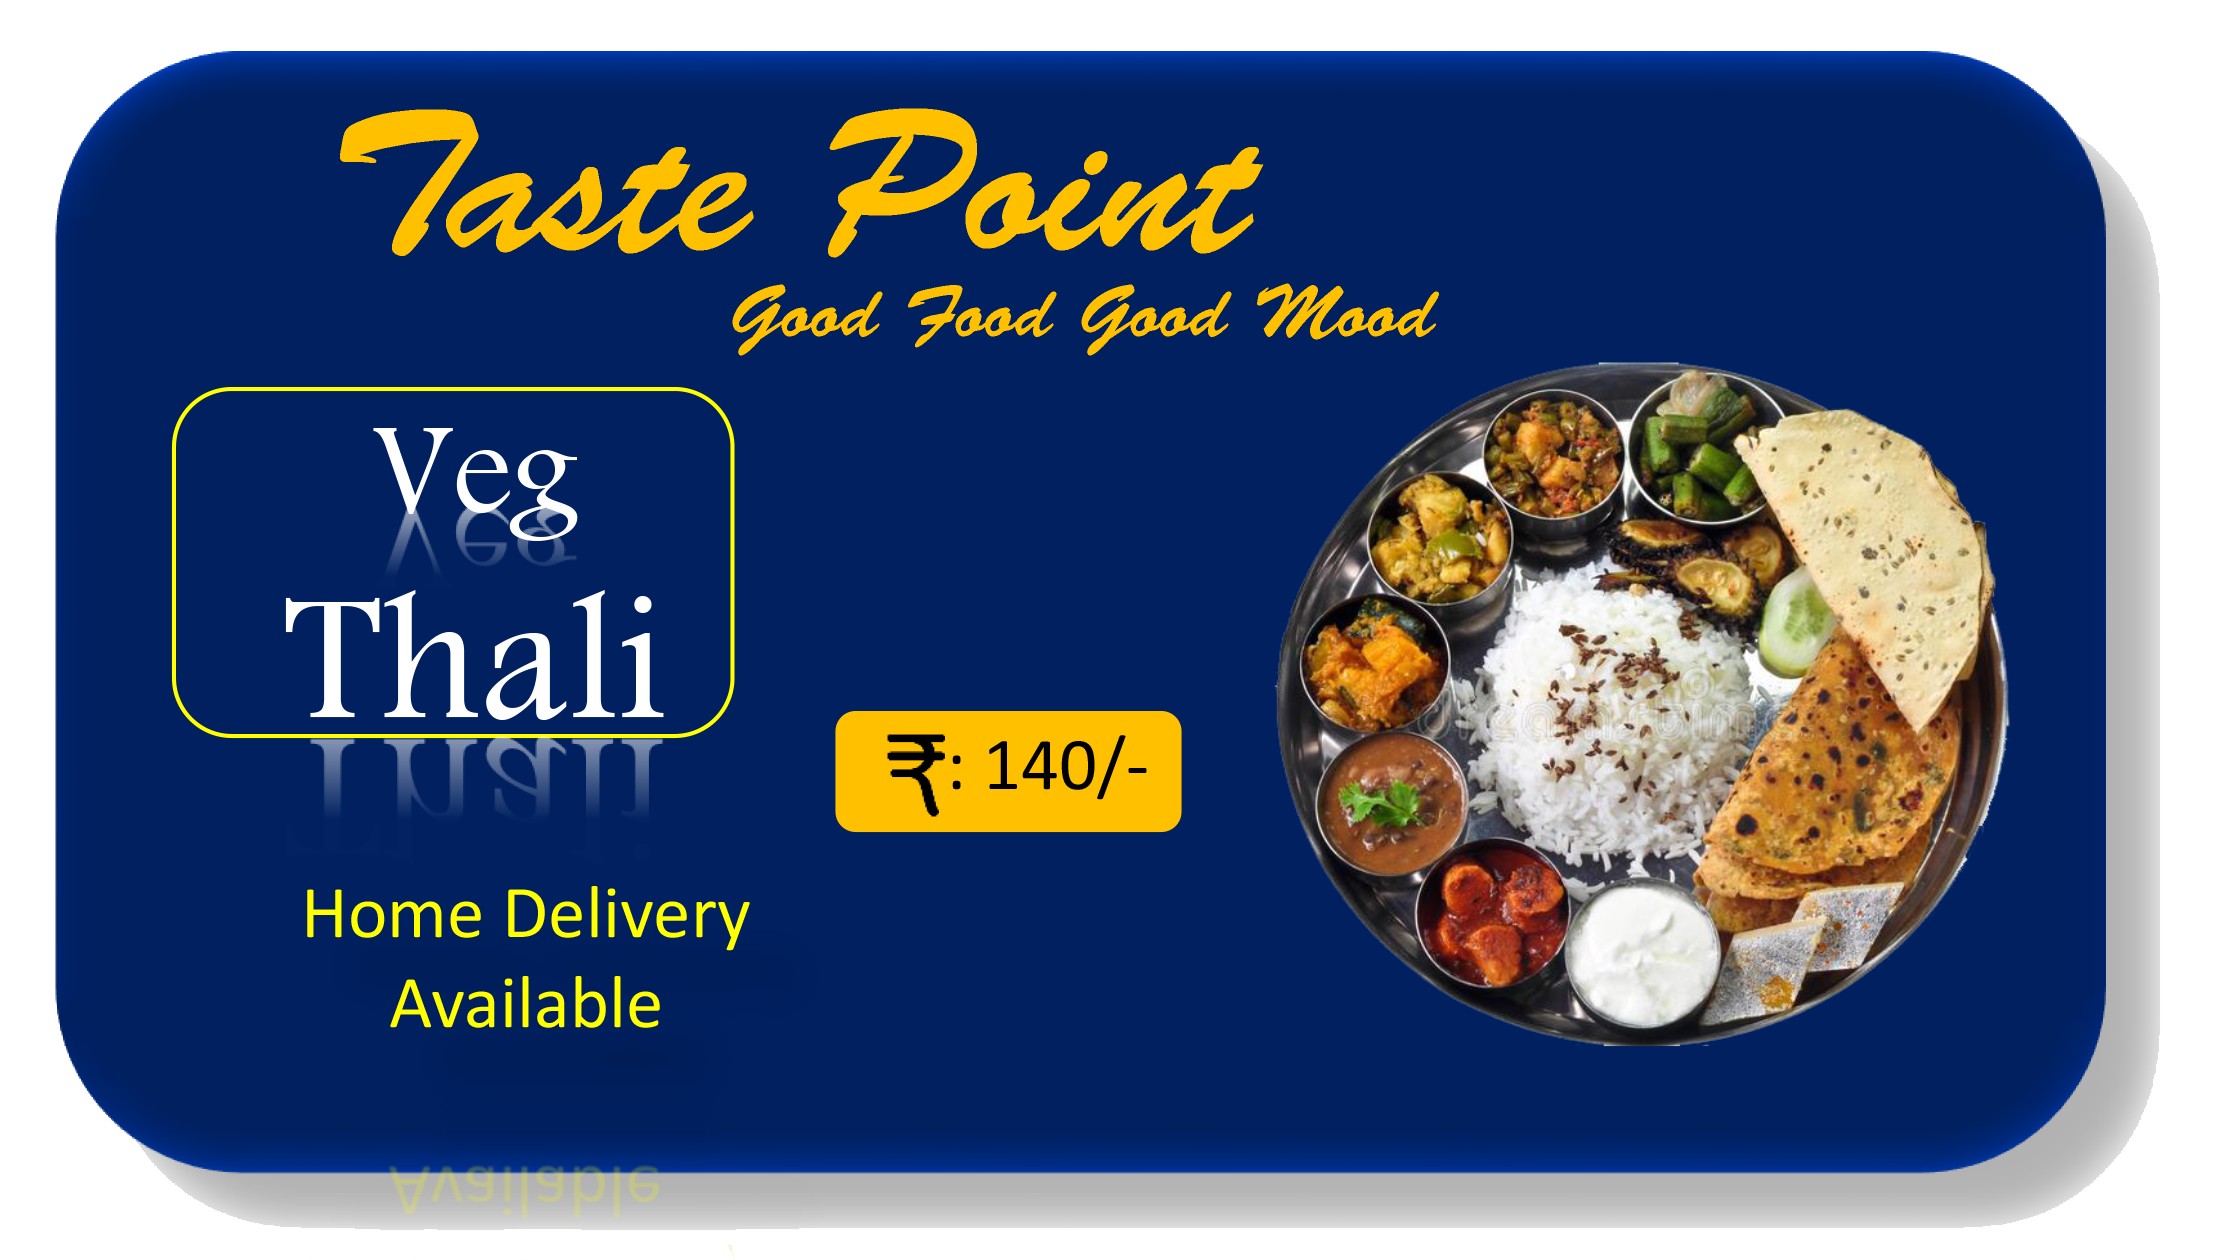 Taste Point
Good Food Good Mood
Veg
Thali
₹: 140/-
Home Delivery
Available